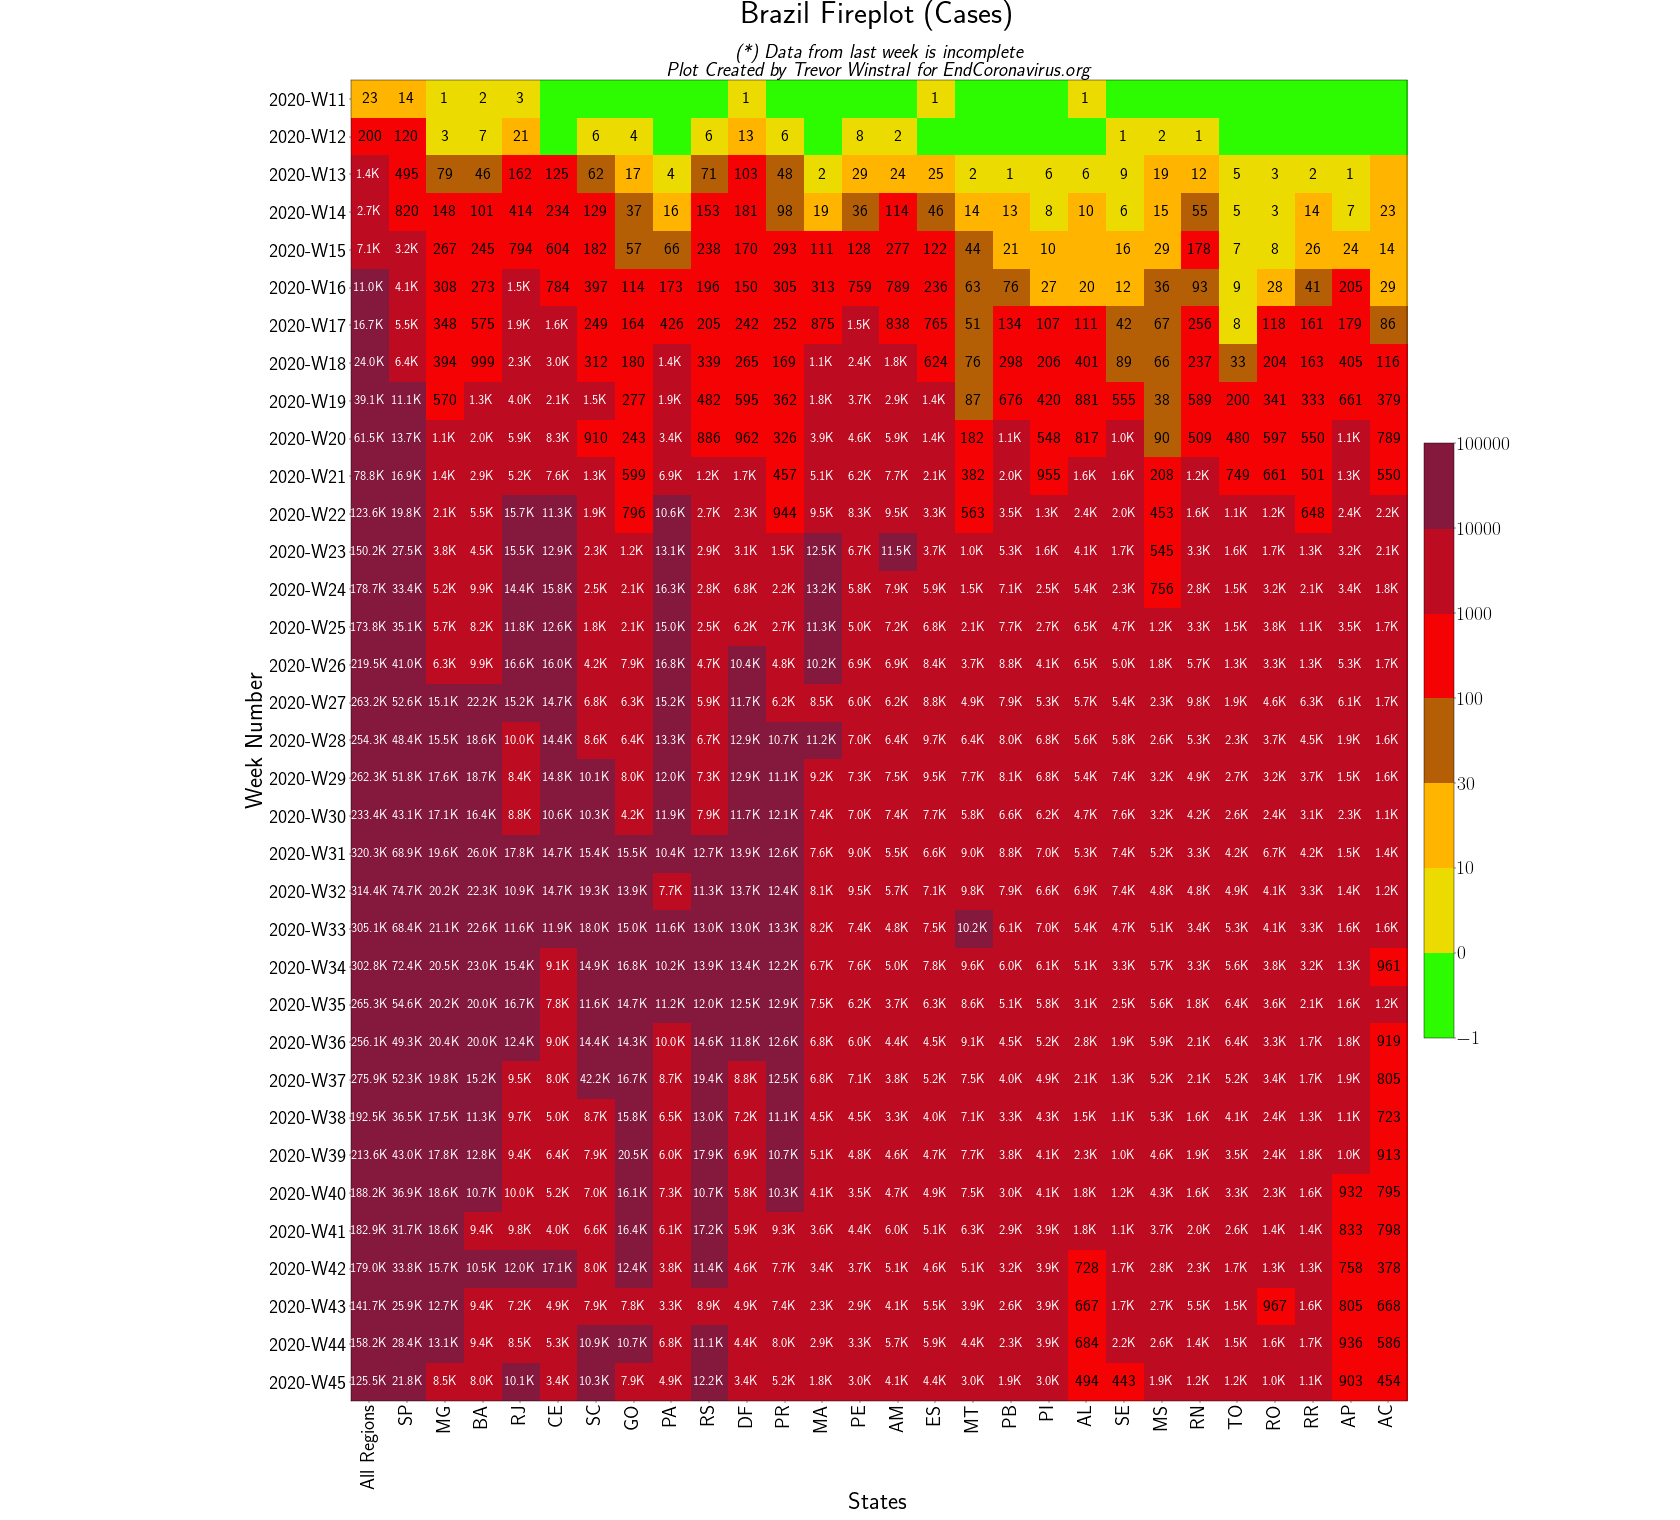 Brazil Fireplot (Cases)
(*) Data from last week is incomplete
Plot Created by Trevor Winstral for EndCoronavirus.org
2020-W11 23 14 1 2 3 1 1 1
2020-W12 200 120 3 7 21 6 4 6 13 6 8 2 1 2 1
2020-W13 1.4K 495 79 46 162 125 62 17 4 71 103 48 2 29 24 25 2 1 6 6 9 19 12 5 3 2 1
2020-W14 2.7K 820 148 101 414 234 129 37 16 153 181 98 19 36 114 46 14 13 8 10 6 15 55 5 3 14 7 23
2020-W15 7.1K 3.2K 267 245 794 604 182 57 66 238 170 293 111 128 277 122 44 21 10 16 29 178 7 8 26 24 14
2020-W16 11.0K 4.1K 308 273 1.5K 784 397 114 173 196 150 305 313 759 789 236 63 76 27 20 12 36 93 9 28 41 205 29
2020-W17 16.7K 5.5K 348 575 1.9K 1.6K 249 164 426 205 242 252 875 1.5K 838 765 51 134 107 111 42 67 256 8 118 161 179 86
2020-W18 24.0K 6.4K 394 999 2.3K 3.0K 312 180 1.4K 339 265 169 1.1K 2.4K 1.8K 624 76 298 206 401 89 66 237 33 204 163 405 116
2020-W19 39.1K 11.1K 570 1.3K 4.0K 2.1K 1.5K 277 1.9K 482 595 362 1.8K 3.7K 2.9K 1.4K 87 676 420 881 555 38 589 200 341 333 661 379
2020-W20 61.5K 13.7K 1.1K 2.0K 5.9K 8.3K 910 243 3.4K 886 962 326 3.9K 4.6K 5.9K 1.4K 182 1.1K 548 817 1.0K 90 509 480 597 550 1.1K 789
2020-W21 78.8K 16.9K 1.4K 2.9K 5.2K 7.6K 1.3K 599 6.9K 1.2K 1.7K 457 5.1K 6.2K 7.7K 2.1K 382 2.0K 955 1.6K 1.6K 208 1.2K 749 661 501 1.3K 550
2020-W22 123.6K 19.8K 2.1K 5.5K 15.7K 11.3K 1.9K 796 10.6K 2.7K 2.3K 944 9.5K 8.3K 9.5K 3.3K 563 3.5K 1.3K 2.4K 2.0K 453 1.6K 1.1K 1.2K 648 2.4K 2.2K
2020-W23 150.2K 27.5K 3.8K 4.5K 15.5K 12.9K 2.3K 1.2K 13.1K 2.9K 3.1K 1.5K 12.5K 6.7K 11.5K 3.7K 1.0K 5.3K 1.6K 4.1K 1.7K 545 3.3K 1.6K 1.7K 1.3K 3.2K 2.1K
2020-W24 178.7K 33.4K 5.2K 9.9K 14.4K 15.8K 2.5K 2.1K 16.3K 2.8K 6.8K 2.2K 13.2K 5.8K 7.9K 5.9K 1.5K 7.1K 2.5K 5.4K 2.3K 756 2.8K 1.5K 3.2K 2.1K 3.4K 1.8K
2020-W25 173.8K 35.1K 5.7K 8.2K 11.8K 12.6K 1.8K 2.1K 15.0K 2.5K 6.2K 2.7K 11.3K 5.0K 7.2K 6.8K 2.1K 7.7K 2.7K 6.5K 4.7K 1.2K 3.3K 1.5K 3.8K 1.1K 3.5K 1.7K
2020-W26 219.5K 41.0K 6.3K 9.9K 16.6K 16.0K 4.2K 7.9K 16.8K 4.7K 10.4K 4.8K 10.2K 6.9K 6.9K 8.4K 3.7K 8.8K 4.1K 6.5K 5.0K 1.8K 5.7K 1.3K 3.3K 1.3K 5.3K 1.7K
2020-W27 263.2K 52.6K 15.1K 22.2K 15.2K 14.7K 6.8K 6.3K 15.2K 5.9K 11.7K 6.2K 8.5K 6.0K 6.2K 8.8K 4.9K 7.9K 5.3K 5.7K 5.4K 2.3K 9.8K 1.9K 4.6K 6.3K 6.1K 1.7K
2020-W28 254.3K 48.4K 15.5K 18.6K 10.0K 14.4K 8.6K 6.4K 13.3K 6.7K 12.9K 10.7K 11.2K 7.0K 6.4K 9.7K 6.4K 8.0K 6.8K 5.6K 5.8K 2.6K 5.3K 2.3K 3.7K 4.5K 1.9K 1.6K
2020-W29 262.3K 51.8K 17.6K 18.7K 8.4K 14.8K 10.1K 8.0K 12.0K 7.3K 12.9K 11.1K 9.2K 7.3K 7.5K 9.5K 7.7K 8.1K 6.8K 5.4K 7.4K 3.2K 4.9K 2.7K 3.2K 3.7K 1.5K 1.6K
2020-W30 233.4K 43.1K 17.1K 16.4K 8.8K 10.6K 10.3K 4.2K 11.9K 7.9K 11.7K 12.1K 7.4K 7.0K 7.4K 7.7K 5.8K 6.6K 6.2K 4.7K 7.6K 3.2K 4.2K 2.6K 2.4K 3.1K 2.3K 1.1K
2020-W31 320.3K 68.9K 19.6K 26.0K 17.8K 14.7K 15.4K 15.5K 10.4K 12.7K 13.9K 12.6K 7.6K 9.0K 5.5K 6.6K 9.0K 8.8K 7.0K 5.3K 7.4K 5.2K 3.3K 4.2K 6.7K 4.2K 1.5K 1.4K
2020-W32 314.4K 74.7K 20.2K 22.3K 10.9K 14.7K 19.3K 13.9K 7.7K 11.3K 13.7K 12.4K 8.1K 9.5K 5.7K 7.1K 9.8K 7.9K 6.6K 6.9K 7.4K 4.8K 4.8K 4.9K 4.1K 3.3K 1.4K 1.2K
2020-W33 305.1K 68.4K 21.1K 22.6K 11.6K 11.9K 18.0K 15.0K 11.6K 13.0K 13.0K 13.3K 8.2K 7.4K 4.8K 7.5K 10.2K 6.1K 7.0K 5.4K 4.7K 5.1K 3.4K 5.3K 4.1K 3.3K 1.6K 1.6K
2020-W34 302.8K 72.4K 20.5K 23.0K 15.4K 9.1K 14.9K 16.8K 10.2K 13.9K 13.4K 12.2K 6.7K 7.6K 5.0K 7.8K 9.6K 6.0K 6.1K 5.1K 3.3K 5.7K 3.3K 5.6K 3.8K 3.2K 1.3K 961
2020-W35 265.3K 54.6K 20.2K 20.0K 16.7K 7.8K 11.6K 14.7K 11.2K 12.0K 12.5K 12.9K 7.5K 6.2K 3.7K 6.3K 8.6K 5.1K 5.8K 3.1K 2.5K 5.6K 1.8K 6.4K 3.6K 2.1K 1.6K 1.2K
2020-W36 256.1K 49.3K 20.4K 20.0K 12.4K 9.0K 14.4K 14.3K 10.0K 14.6K 11.8K 12.6K 6.8K 6.0K 4.4K 4.5K 9.1K 4.5K 5.2K 2.8K 1.9K 5.9K 2.1K 6.4K 3.3K 1.7K 1.8K 919
2020-W37 275.9K 52.3K 19.8K 15.2K 9.5K 8.0K 42.2K 16.7K 8.7K 19.4K 8.8K 12.5K 6.8K 7.1K 3.8K 5.2K 7.5K 4.0K 4.9K 2.1K 1.3K 5.2K 2.1K 5.2K 3.4K 1.7K 1.9K 805
2020-W38 192.5K 36.5K 17.5K 11.3K 9.7K 5.0K 8.7K 15.8K 6.5K 13.0K 7.2K 11.1K 4.5K 4.5K 3.3K 4.0K 7.1K 3.3K 4.3K 1.5K 1.1K 5.3K 1.6K 4.1K 2.4K 1.3K 1.1K 723
2020-W39 213.6K 43.0K 17.8K 12.8K 9.4K 6.4K 7.9K 20.5K 6.0K 17.9K 6.9K 10.7K 5.1K 4.8K 4.6K 4.7K 7.7K 3.8K 4.1K 2.3K 1.0K 4.6K 1.9K 3.5K 2.4K 1.8K 1.0K 913
2020-W40 188.2K 36.9K 18.6K 10.7K 10.0K 5.2K 7.0K 16.1K 7.3K 10.7K 5.8K 10.3K 4.1K 3.5K 4.7K 4.9K 7.5K 3.0K 4.1K 1.8K 1.2K 4.3K 1.6K 3.3K 2.3K 1.6K 932 795
2020-W41 182.9K 31.7K 18.6K 9.4K 9.8K 4.0K 6.6K 16.4K 6.1K 17.2K 5.9K 9.3K 3.6K 4.4K 6.0K 5.1K 6.3K 2.9K 3.9K 1.8K 1.1K 3.7K 2.0K 2.6K 1.4K 1.4K 833 798
2020-W42 179.0K 33.8K 15.7K 10.5K 12.0K 17.1K 8.0K 12.4K 3.8K 11.4K 4.6K 7.7K 3.4K 3.7K 5.1K 4.6K 5.1K 3.2K 3.9K 728 1.7K 2.8K 2.3K 1.7K 1.3K 1.3K 758 378
2020-W43 141.7K 25.9K 12.7K 9.4K 7.2K 4.9K 7.9K 7.8K 3.3K 8.9K 4.9K 7.4K 2.3K 2.9K 4.1K 5.5K 3.9K 2.6K 3.9K 667 1.7K 2.7K 5.5K 1.5K 967 1.6K 805 668
2020-W44 158.2K 28.4K 13.1K 9.4K 8.5K 5.3K 10.9K 10.7K 6.8K 11.1K 4.4K 8.0K 2.9K 3.3K 5.7K 5.9K 4.4K 2.3K 3.9K 684 2.2K 2.6K 1.4K 1.5K 1.6K 1.7K 936 586
2020-W45 125.5K 21.8K 8.5K 8.0K 10.1K 3.4K 10.3K 7.9K 4.9K 12.2K 3.4K 5.2K 1.8K 3.0K 4.1K 4.4K 3.0K 1.9K 3.0K 494 443 1.9K 1.2K 1.2K 1.0K 1.1K 903 454
All Regions SP MG BA RJ CE SC GO PA RS DF PR MA PE AM ES MT PB PI AL SE MS RN TO RO RR AP AC
States
Week Number
100000
10000
1000
100
30
10
0
−1